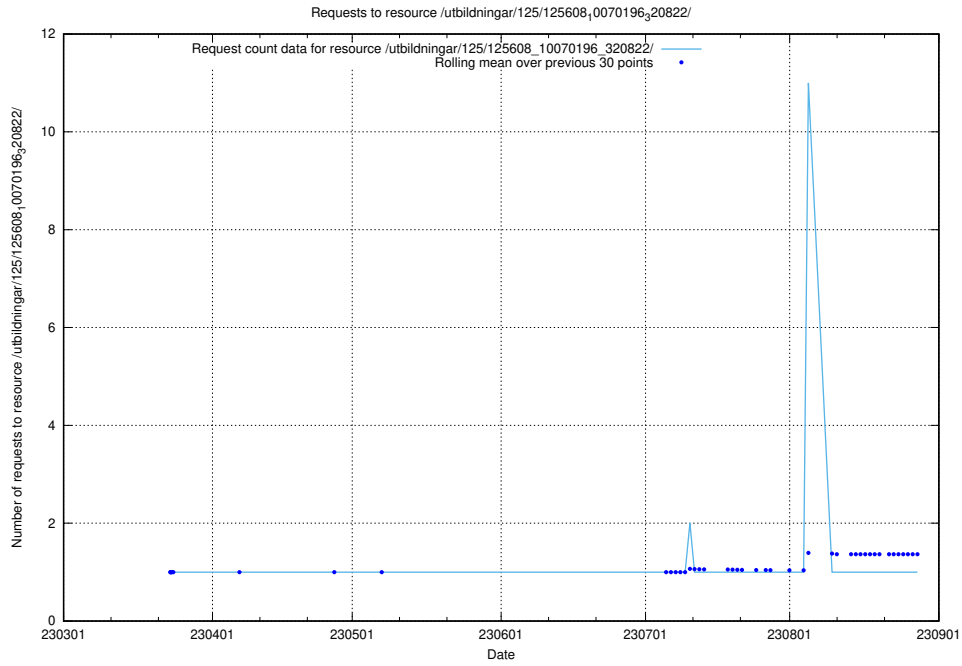 Requests to resource /utbildningar/125/125608₁0070196₃20822/
Request count data for resource /utbildningar/125/125608_10070196_320822/
Rolling mean over previous 30 points
Number of requests to resource /utbildningar/125/125608₁0070196₃20822/
12
10
8
6
4
2
0
230301 230401 230501 230601 230701 230801 230901
Date